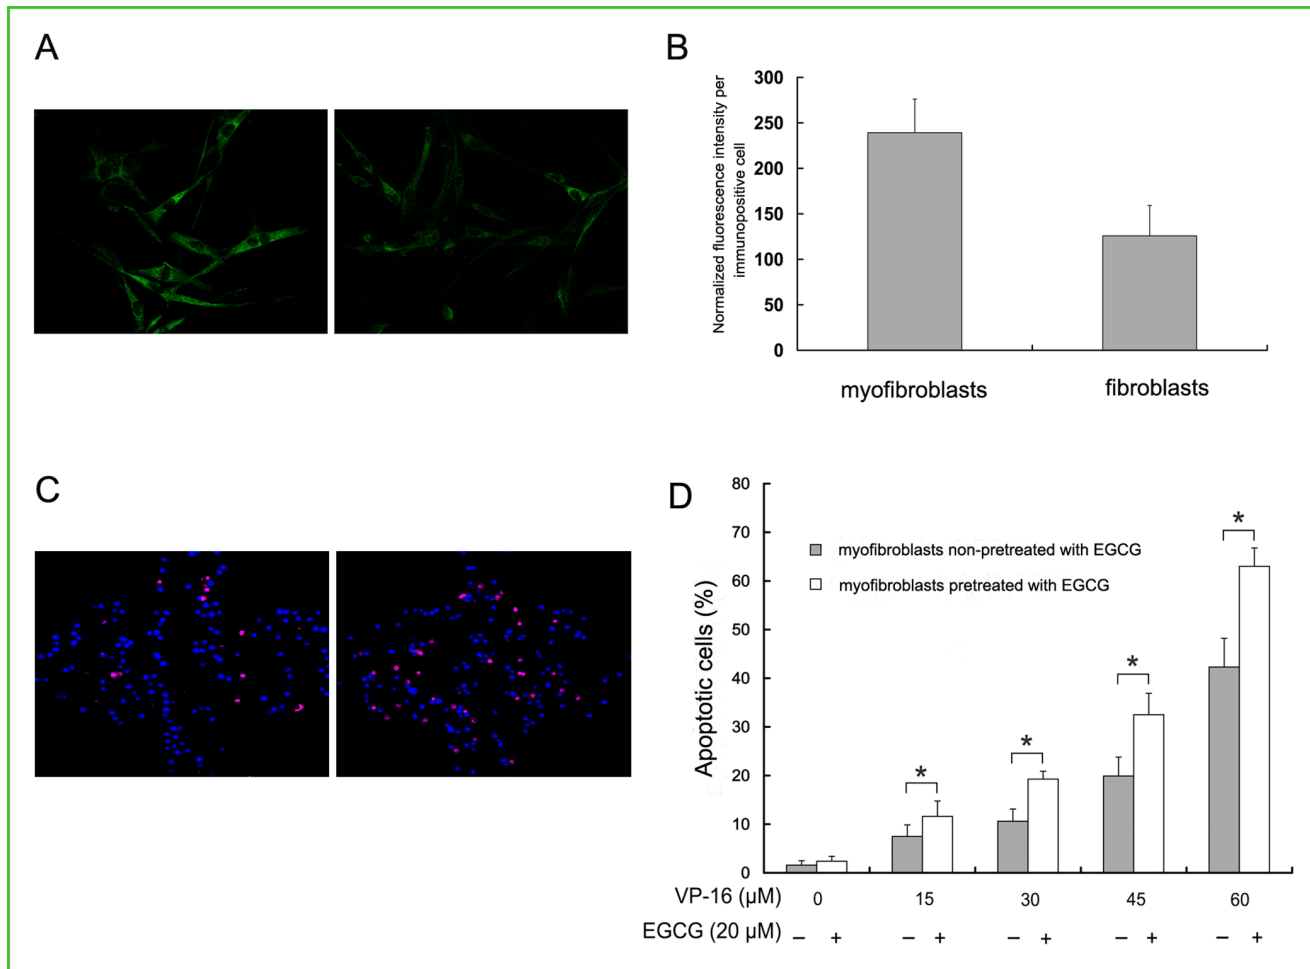 A
B
Normalized fluorescence intensity per
immunopositive cell
300
250
200
150
100
50
0
myofibroblasts fibroblasts
C
D
Apoptotic cells (%)
80
70
60
50
40
30
20
10
0
myofibroblasts non-pretreated with EGCG
myofibroblasts pretreated with EGCG
* * * *
VP-16 (µM) 0 15 30 45 60
EGCG (20 µM) – + – + – + – + – +